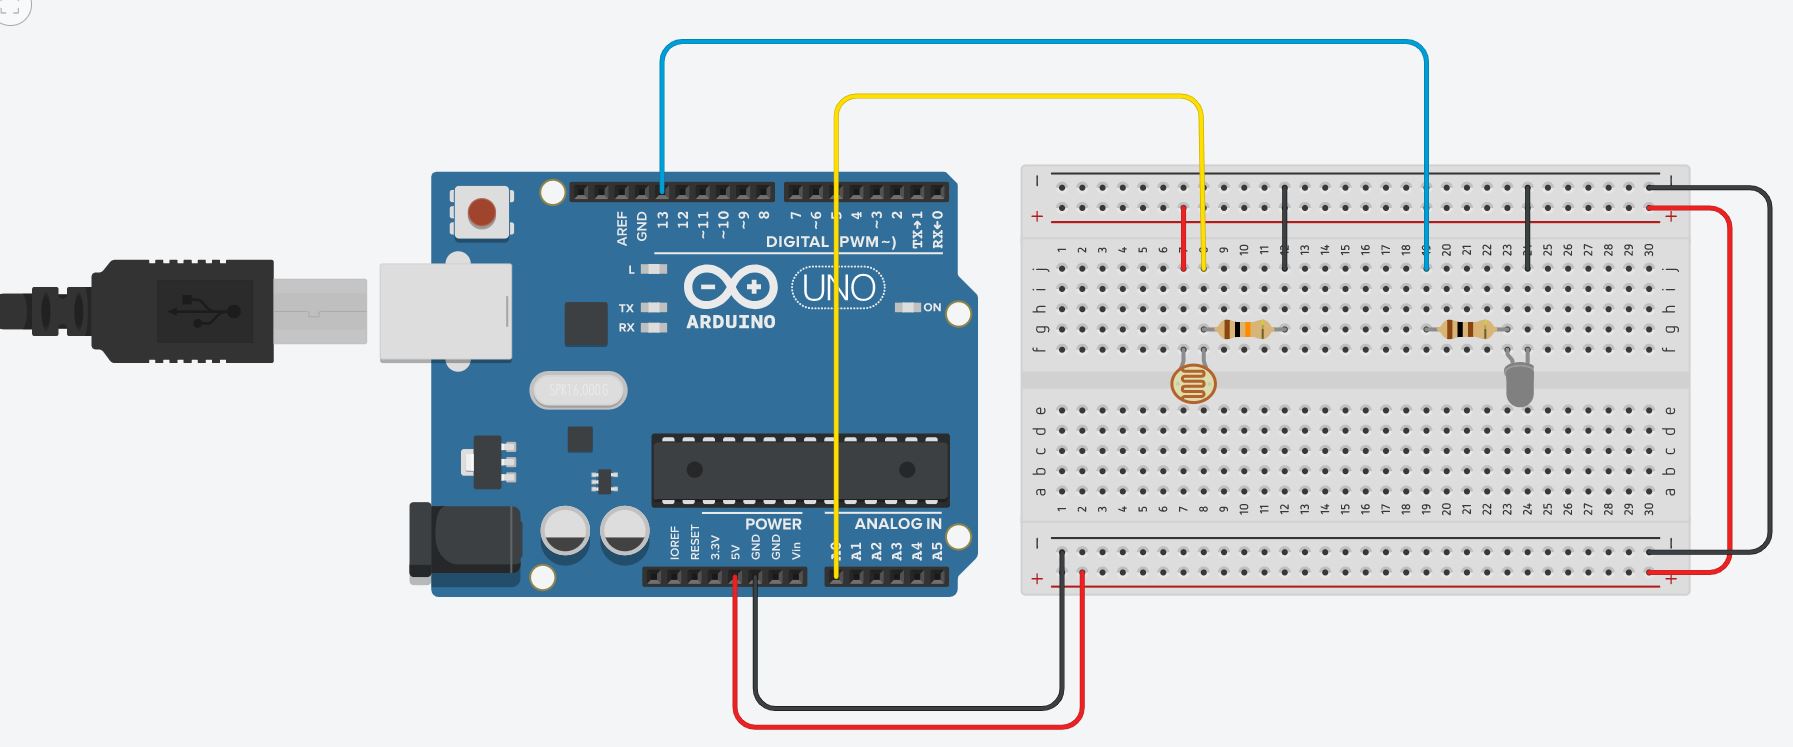 AREF
GND
13
12
~11
~10
~9
8
7
~6
5
4
~3
2
TX→1
RX←0
DIGITAL (PWM~)
L
TX
RX
ARDUINO
UNO
ON
SPK16.000G
POWER
ANALOG IN
IOREF
RESET
3.3V
5V
GND
GND
Vin
A0
A1
A2
A3
A4
A5
1 2 3 4 5 6 7 8 9 10 11 12 13 14 15 16 17 18 19 20 21 22 23 24 25 26 27 28 29 30
j j
i i
h h
g g
f f
e e
d d
c c
b b
a a
1 2 3 4 5 6 7 8 9 10 11 12 13 14 15 16 17 18 19 20 21 22 23 24 25 26 27 28 29 30